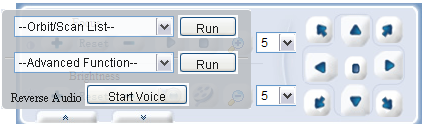 --Orbit/Scan List-- Run
5
--Advanced Function-- Run
Brightness
Reverse Audio Start Voice
5